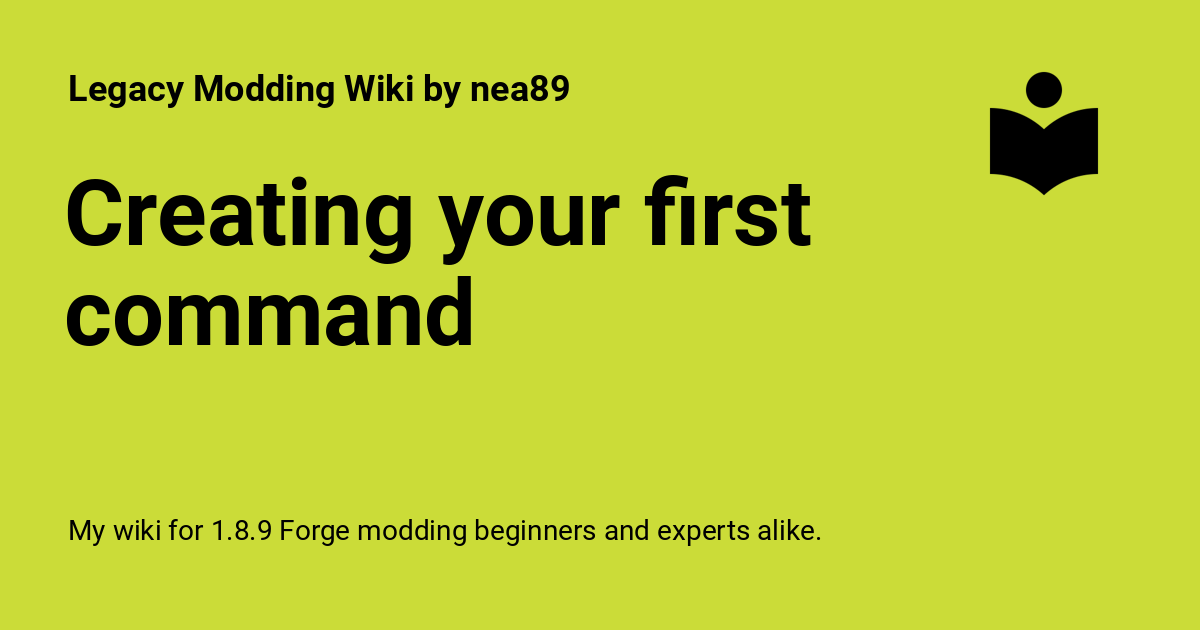 Legacy Modding Wiki by nea89
Creating your first
command
My wiki for 1.8.9 Forge modding beginners and experts alike.